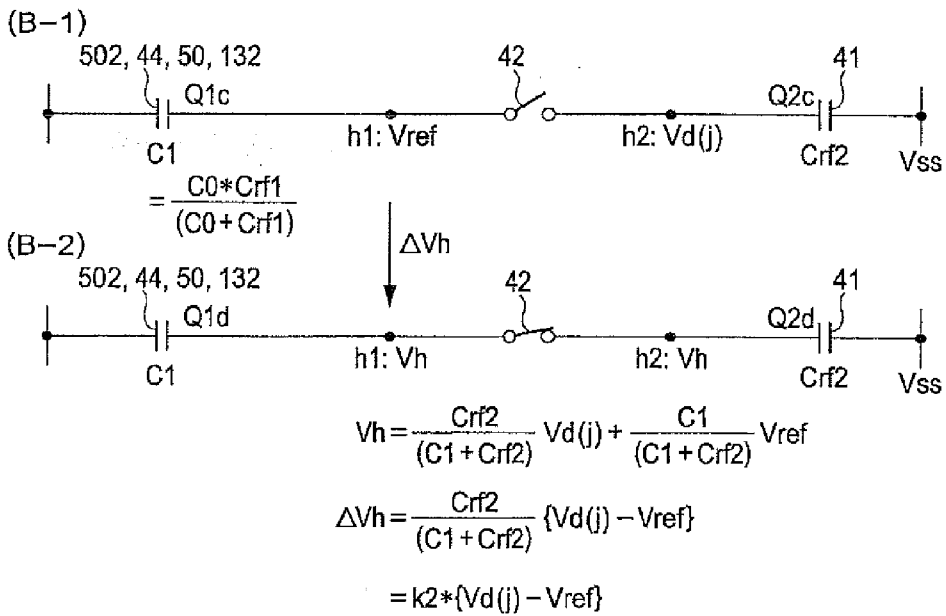 (B-1)
502, 44, 50, 132
42
41
Q1c
Q2c
h1: Vref
h2: Vd(j)
C1
Crf2
Vss
= C0*Crf1 / (C0+Crf1)
ΔVh
(B-2)
502, 44, 50, 132
42
41
Q1d
Q2d
h1: Vh
h2: Vh
C1
Crf2
Vss
Vh = Crf2 / (C1+Crf2) Vd(j) + C1 / (C1+Crf2) Vref
ΔVh = Crf2 / (C1+Crf2) {Vd(j) – Vref}
= k2*{Vd(j) – Vref}